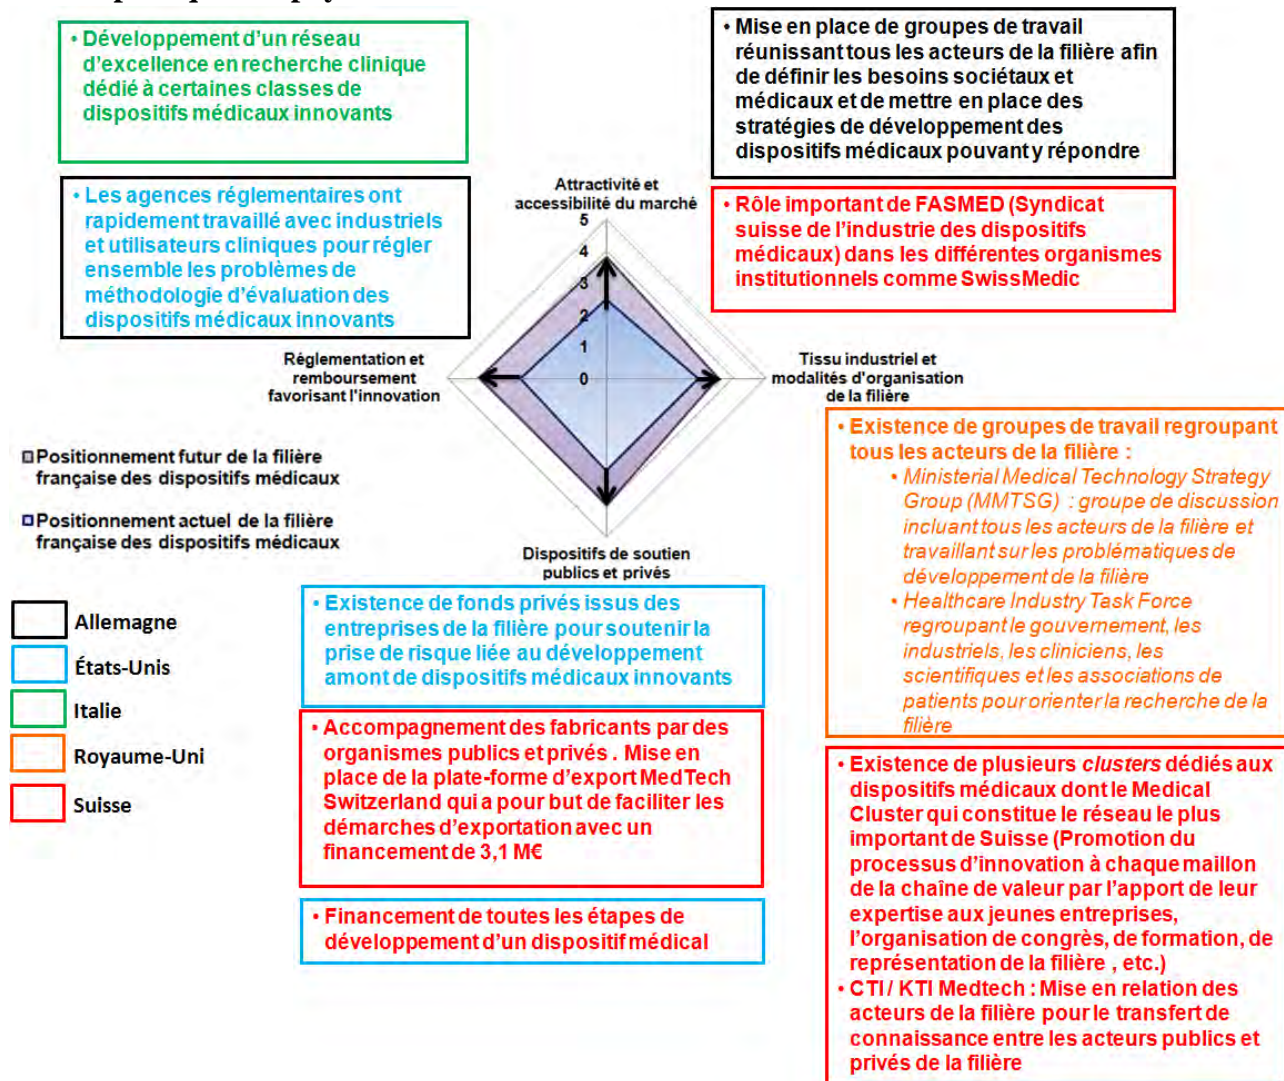 • Développement d'un réseau
d'excellence en recherche clinique
dédié à certaines classes de
dispositifs médicaux innovants
• Mise en place de groupes de travail
réunissant tous les acteurs de la filière afin
de définir les besoins sociétaux et
médicaux et de mettre en place des
stratégies de développement des
dispositifs médicaux pouvant y répondre
• Les agences réglementaires ont
rapidement travaillé avec industriels
et utilisateurs cliniques pour régler
ensemble les problèmes de
méthodologie d'évaluation des
dispositifs médicaux innovants
• Rôle important de FASMED (Syndicat
suisse de l'industrie des dispositifs
médicaux) dans les différentes organismes
institutionnels comme SwissMedic
Attractivité et
accessibilité du marché
5
4
3
2
1
0
Réglementation et
remboursement
favorisant l'innovation
Tissu industriel et
modalités d'organisation
de la filière
Dispositifs de soutien
publics et privés
Positionnement futur de la filière
française des dispositifs médicaux
Positionnement actuel de la filière
française des dispositifs médicaux
Allemagne
États-Unis
Italie
Royaume-Uni
Suisse
• Existence de fonds privés issus des
entreprises de la filière pour soutenir la
prise de risque liée au développement
amont de dispositifs médicaux innovants
• Accompagnement des fabricants par des
organismes publics et privés . Mise en
place de la plate-forme d'export MedTech
Switzerland qui a pour but de faciliter les
démarches d'exportation avec un
financement de 3,1 M€
• Financement de toutes les étapes de
développement d'un dispositif médical
• Existence de groupes de travail regroupant
tous les acteurs de la filière :
• Ministerial Medical Technology Strategy
Group (MMTSG) : groupe de discussion
incluant tous les acteurs de la filière et
travaillant sur les problématiques de
développement de la filière
• Healthcare Industry Task Force
regroupant le gouvernement, les
industriels, les cliniciens, les
scientifiques et les associations de
patients pour orienter la recherche de la
filière
• Existence de plusieurs clusters dédiés aux
dispositifs médicaux dont le Medical
Cluster qui constitue le réseau le plus
important de Suisse (Promotion du
processus d'innovation à chaque maillon
de la chaîne de valeur par l'apport de leur
expertise aux jeunes entreprises,
l'organisation de congrès, de formation, de
représentation de la filière , etc.)
• CTI / KTI Medtech : Mise en relation des
acteurs de la filière pour le transfert de
connaissance entre les acteurs publics et
privés de la filière